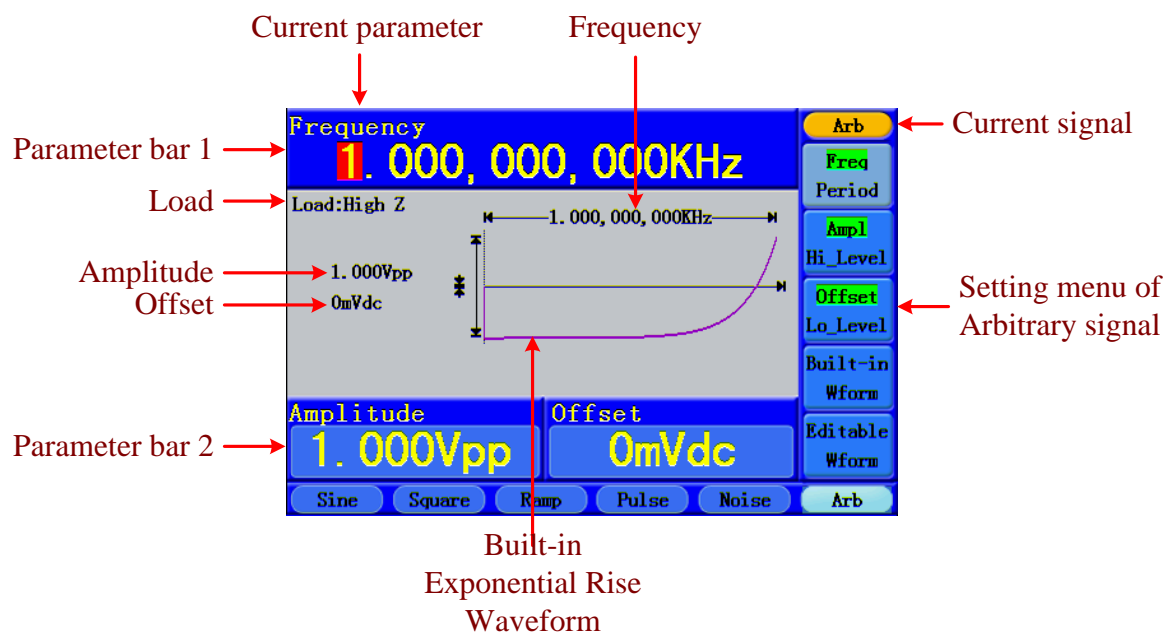 Current parameter
Frequency
Parameter bar 1
Frequency
1.000,000,000KHz
Arb
Current signal
Freq
Period
Load
Load:High Z
1.000,000,000KHz
Ampl
Hi_Level
Amplitude
1.000Vpp
Offset
0mVdc
Offset
Lo_Level
Setting menu of
Arbitrary signal
Built-in
Wform
Amplitude
Offset
Parameter bar 2
1.000Vpp
0mVdc
Editable
Wform
Sine
Square
Ramp
Pulse
Noise
Arb
Built-in
Exponential Rise
Waveform